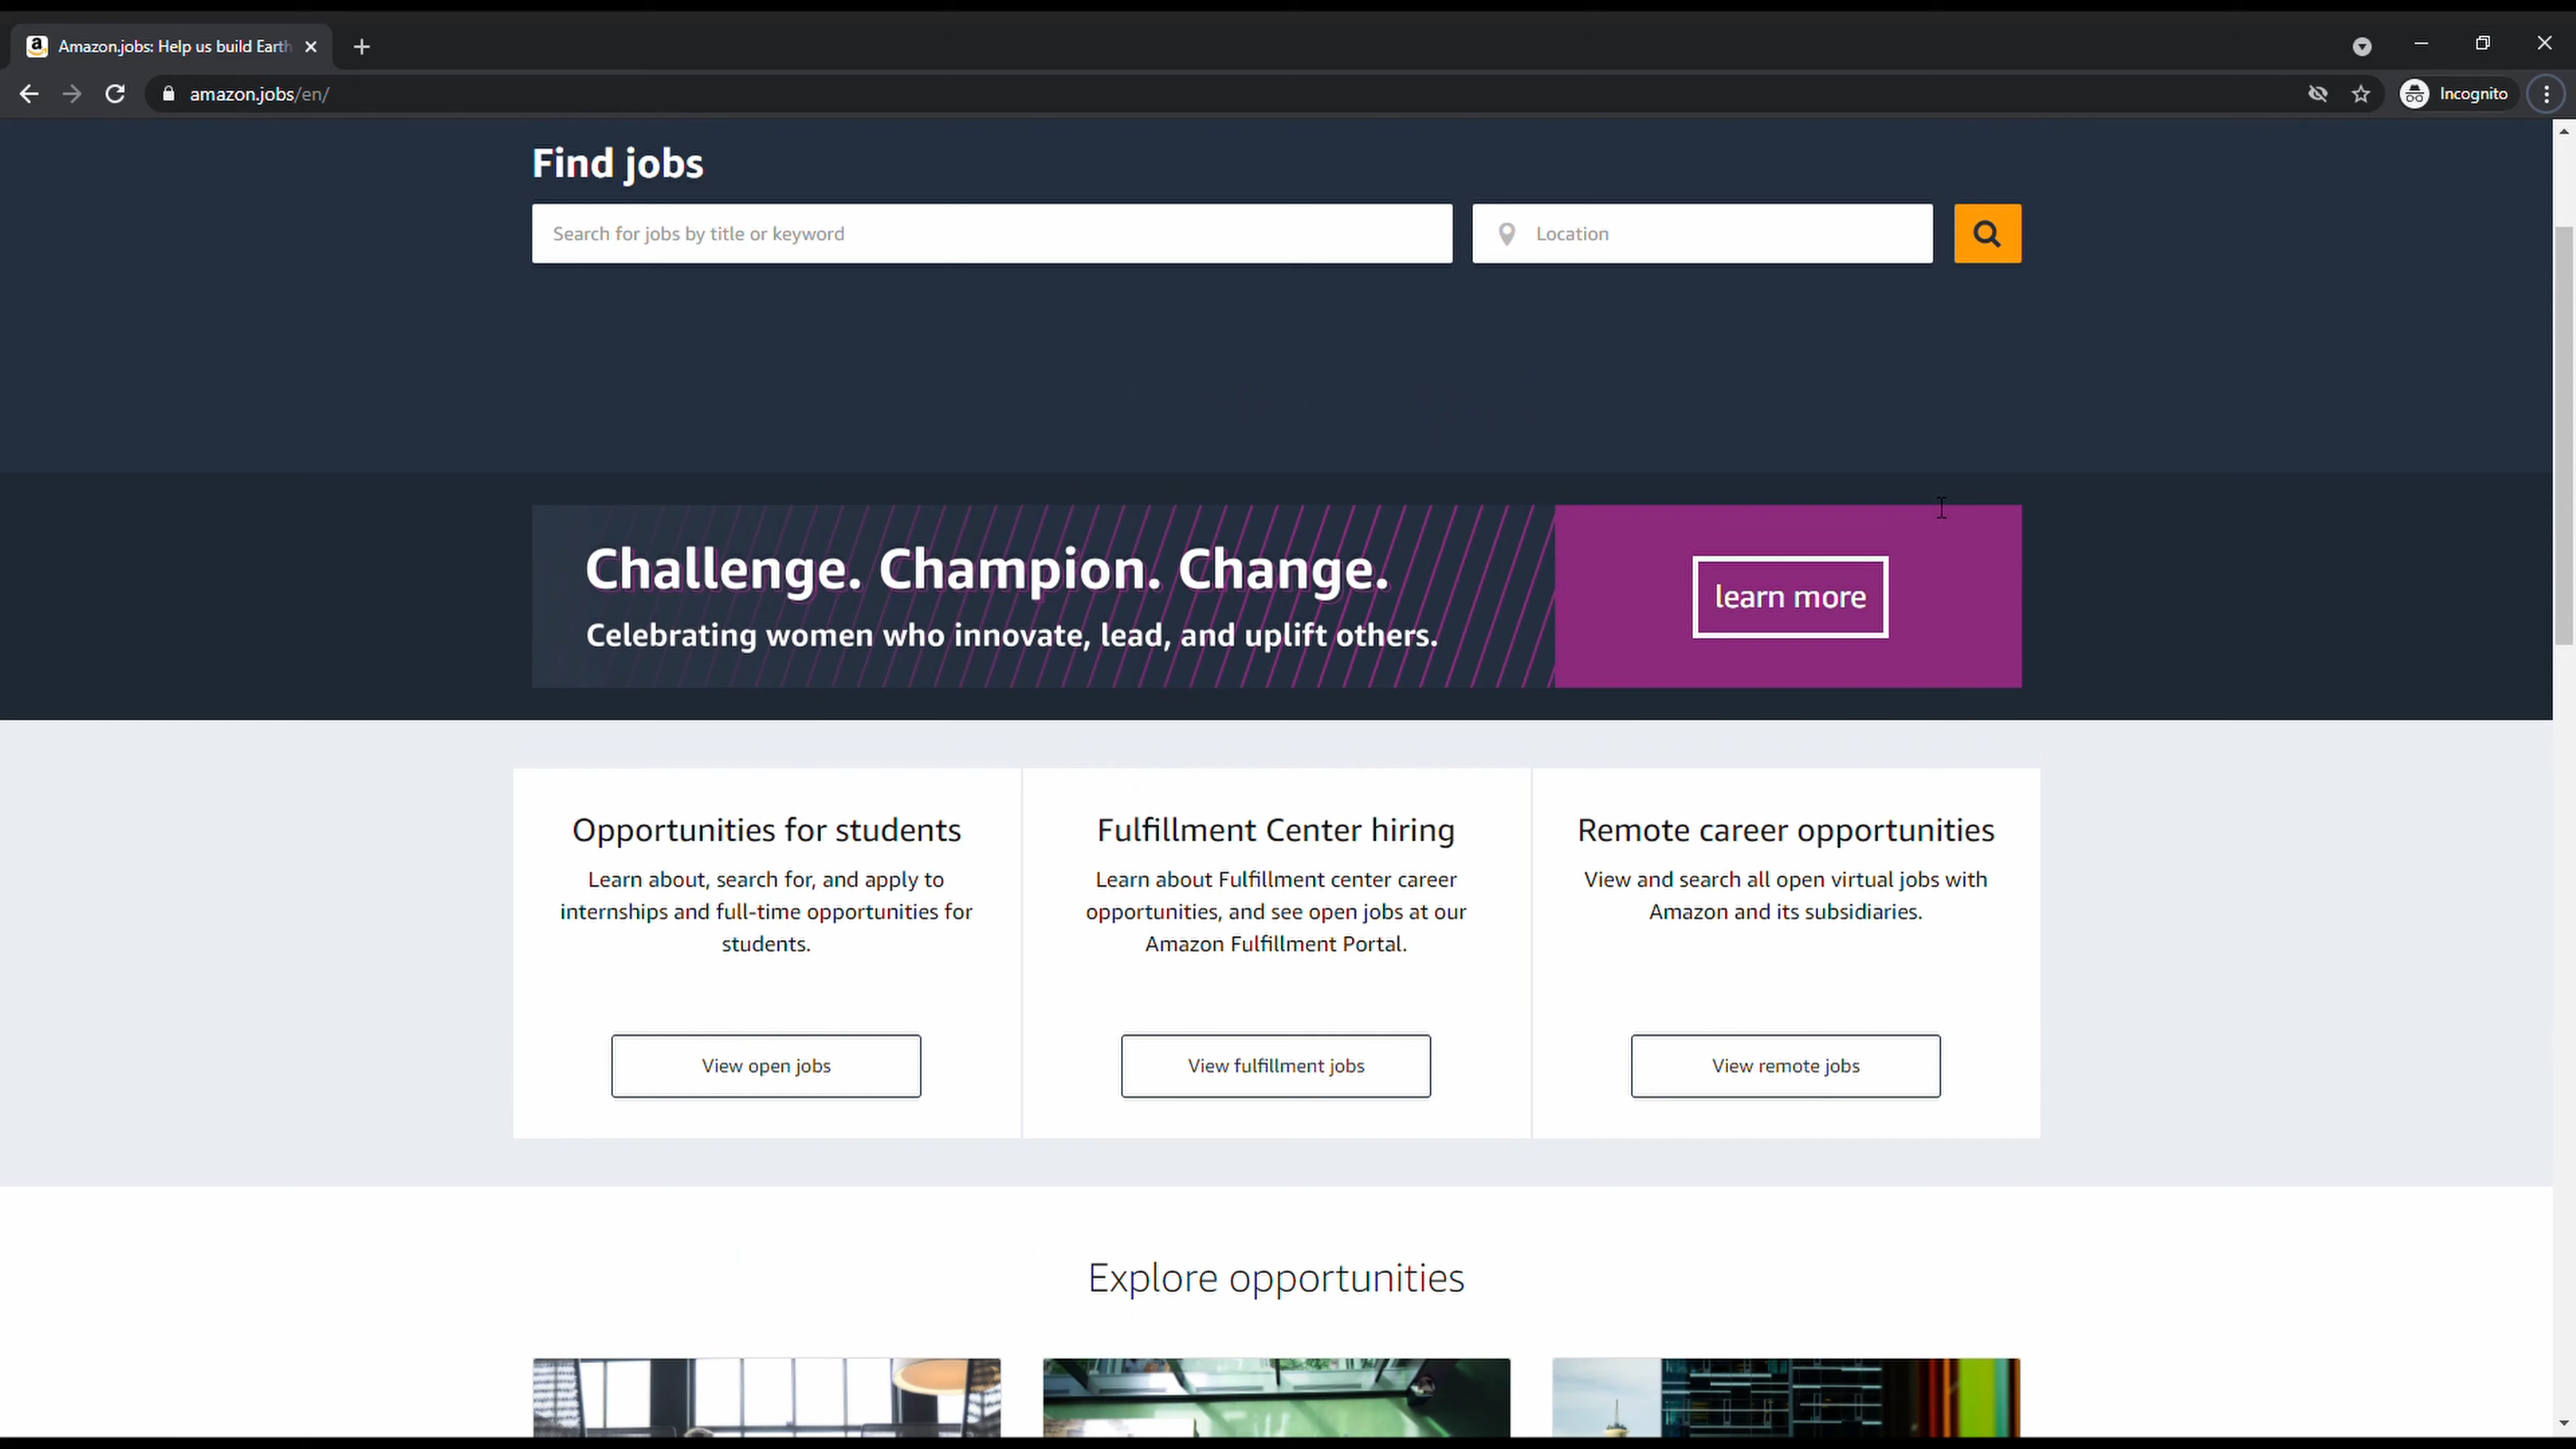 Amazon.jobs: Help us build Earth
amazon.jobs/en/
Incognito
Find jobs
Search for jobs by title or keyword
Location
Challenge. Champion. Change.
Celebrating women who innovate, lead, and uplift others.
learn more
Opportunities for students
Learn about, search for, and apply to
internships and full-time opportunities for
students.
View open jobs
Fulfillment Center hiring
Learn about Fulfillment center career
opportunities, and see open jobs at our
Amazon Fulfillment Portal.
View fulfillment jobs
Remote career opportunities
View and search all open virtual jobs with
Amazon and its subsidiaries.
View remote jobs
Explore opportunities